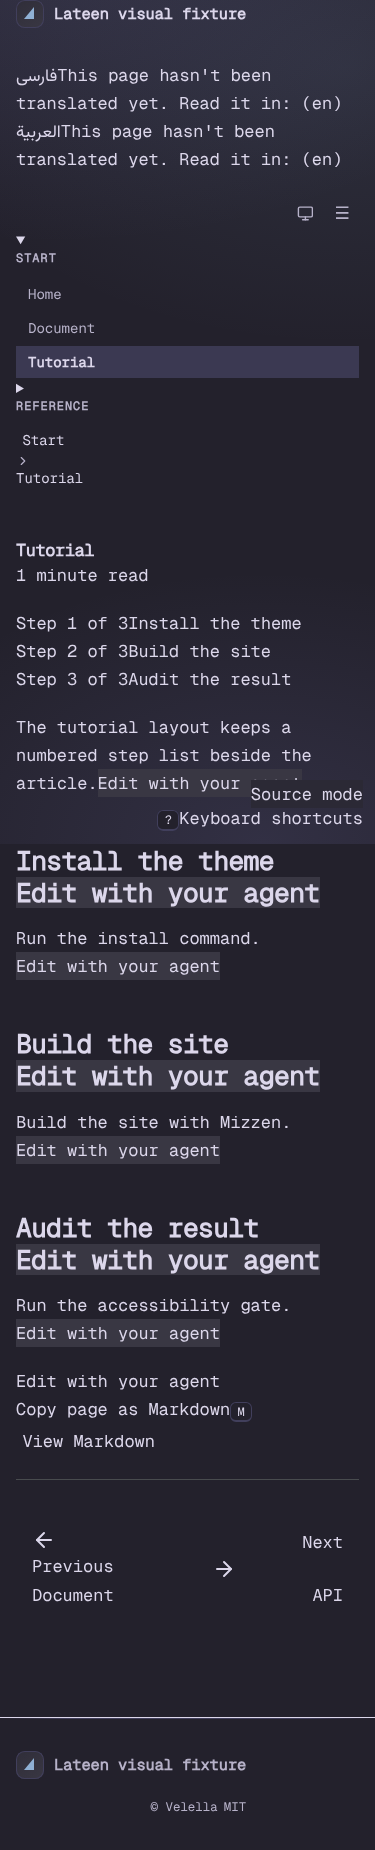 Lateen visual fixture
فارسیThis page hasn't been
translated yet. Read it in: (en)
العربيةThis page hasn't been
translated yet. Read it in: (en)
START
Home
Document
Tutorial
REFERENCE
Start
Tutorial
Tutorial
1 minute read
Step 1 of 3Install the theme
Step 2 of 3Build the site
Step 3 of 3Audit the result
The tutorial layout keeps a
numbered step list beside the
article.Edit with your
Source mode
?Keyboard shortcuts
Install the theme
Edit with your agent
Run the install command.
Edit with your agent
Build the site
Edit with your agent
Build the site with Mizzen.
Edit with your agent
Audit the result
Edit with your agent
Run the accessibility gate.
Edit with your agent
Edit with your agent
Copy page as MarkdownM
View Markdown
Previous
Document
Next
API
Lateen visual fixture
© Velella MIT